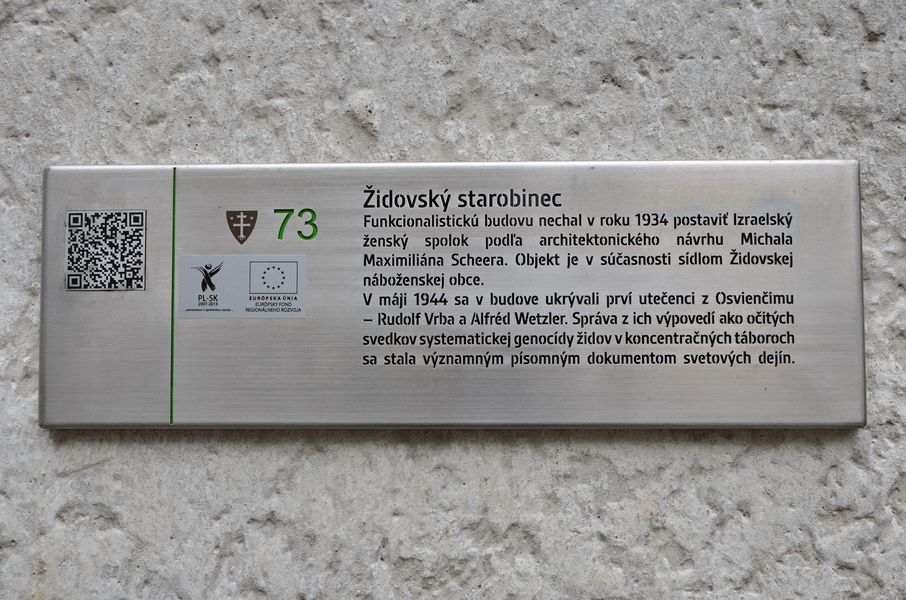 73
PL-SK
2007-2013
EURÓPSKA ÚNIA
EURÓPSKY FOND
REGIONÁLNEHO ROZVOJA
Židovský starobinec
Funkcionalistickú budovu nechal v roku 1934 postaviť Izraelský
ženský spolok podľa architektonického návrhu Michala
Maximiliána Scheera. Objekt je v súčasnosti sídlom Židovskej
náboženskej obce.
V máji 1944 sa v budove ukrývali prví utečenci z Osvienčimu
– Rudolf Vrba a Alfréd Wetzler. Správa z ich výpovedí ako očitých
svedkov systematickej genocídy židov v koncentračných táboroch
sa stala významným písomným dokumentom svetových dejín.